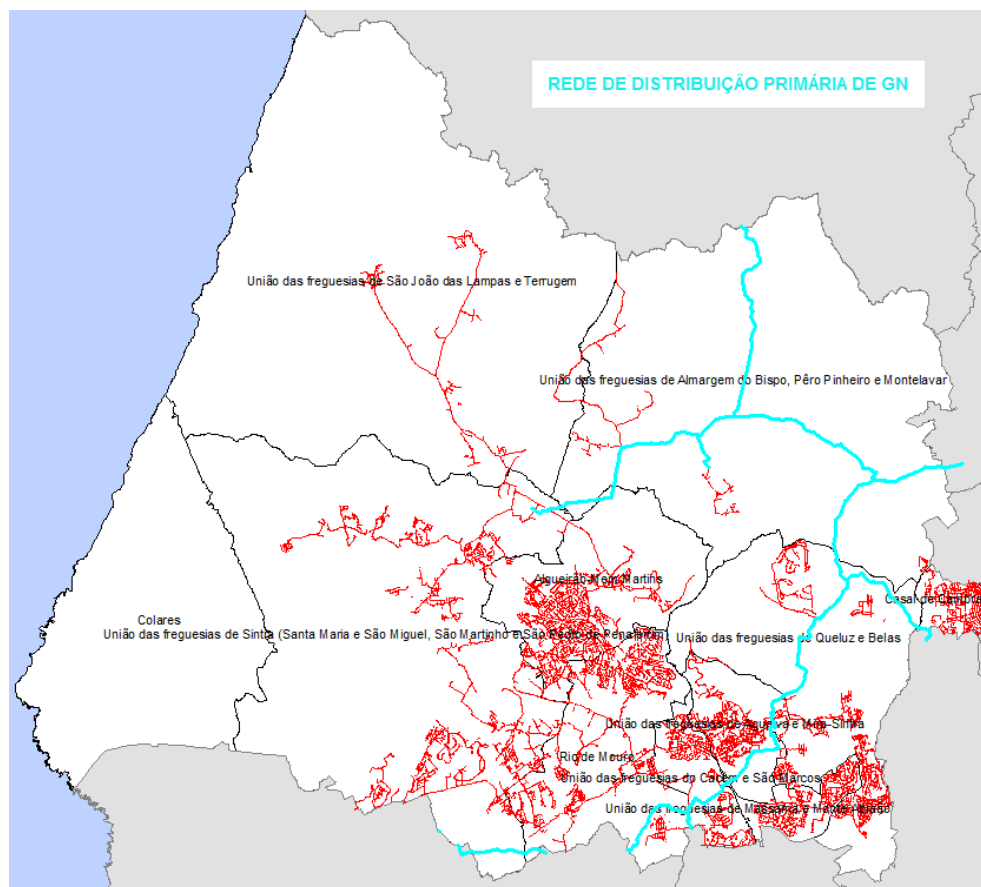 REDE DE DISTRIBUIÇÃO PRIMÁRIA DE GN
União das freguesias de São João das Lampas e Terrugem
União das freguesias de Almargem do Bispo, Pêro Pinheiro e Montelavar
Algueirão-Mem Martins
Casal de Cambra
Colares
União das freguesias de Sintra (Santa Maria e São Miguel, São Martinho e São Pedro de Penaferrim)
União das freguesias de Queluz e Belas
União das freguesias de Agualva e Mira-Sintra
Rio de Mouro
União das freguesias do Cacém e São Marcos
União das freguesias de Massamá e Monte Abraão